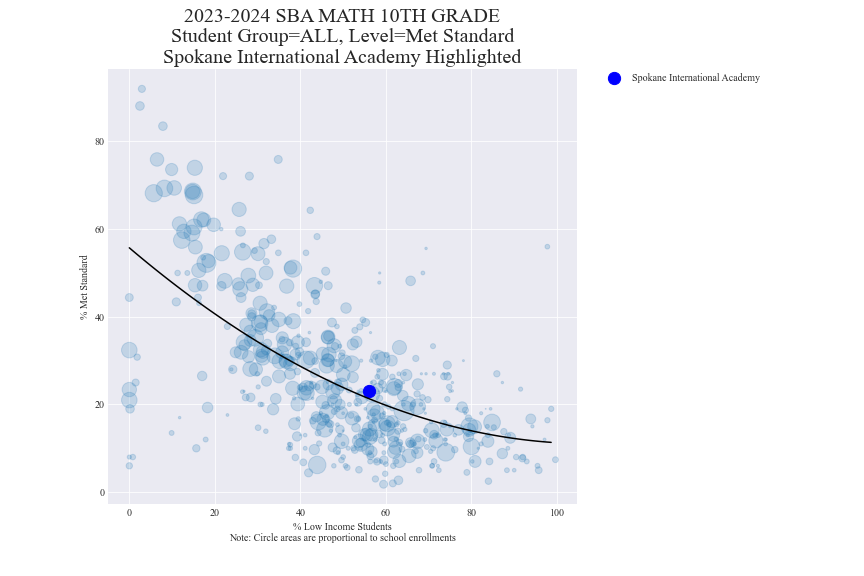 2023-2024 SBA MATH 10TH GRADE
Student Group=ALL, Level=Met Standard
Spokane International Academy Highlighted
Spokane International Academy
% Met Standard
80
60
40
20
0
0 20 40 60 80 100
% Low Income Students
Note: Circle areas are proportional to school enrollments